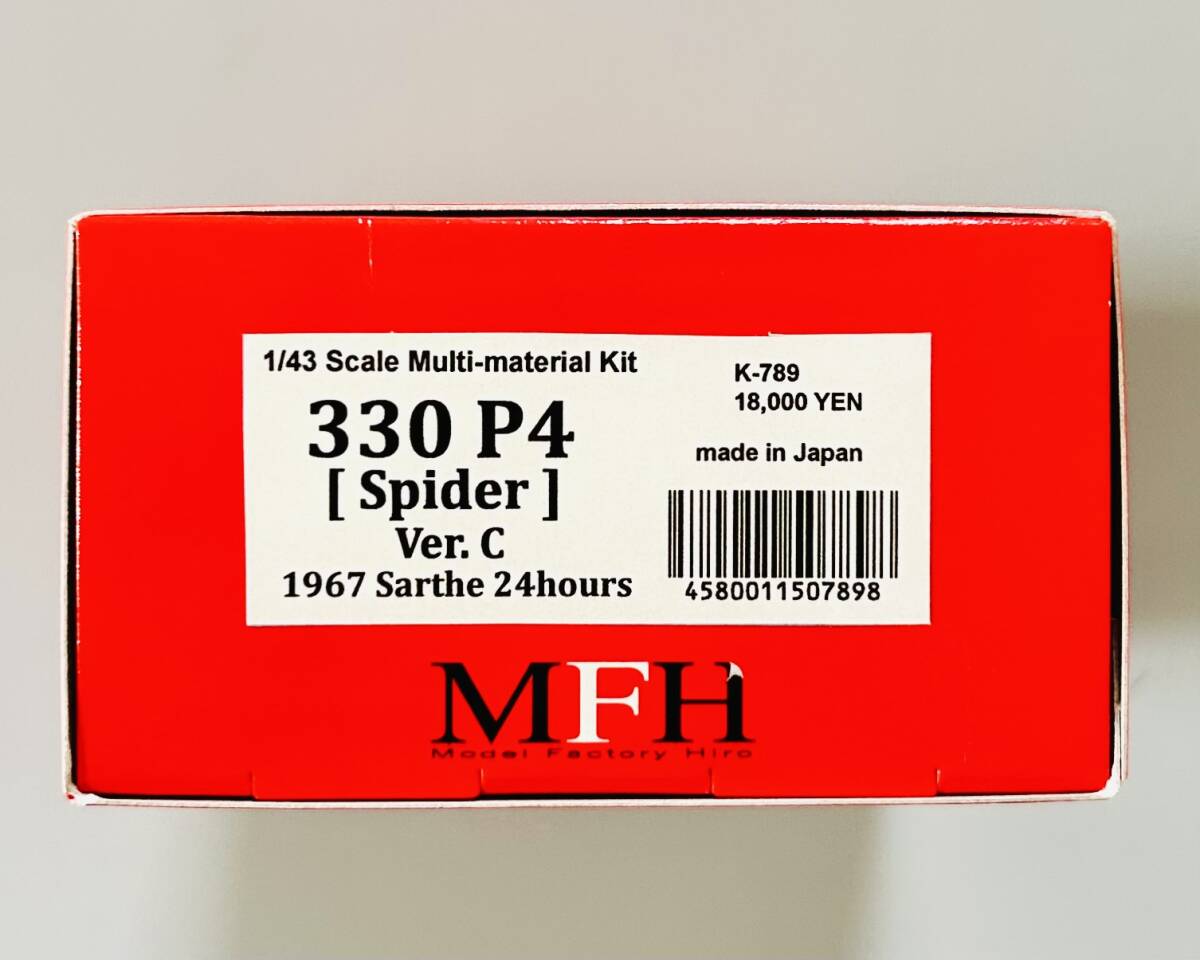 1/43 Scale Multi-material Kit
330 P4
[ Spider ]
Ver. C
1967 Sarthe 24hours
K-789
18,000 YEN
made in Japan
4580011507898
MFH
Model Factory Hiro